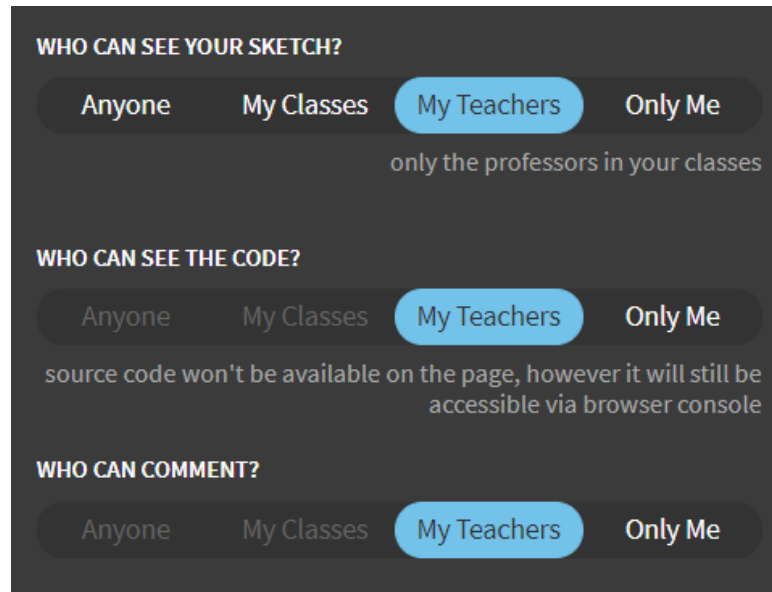 WHO CAN SEE YOUR SKETCH?
Anyone My Classes My Teachers Only Me
only the professors in your classes
WHO CAN SEE THE CODE?
Anyone My Classes My Teachers Only Me
source code won't be available on the page, however it will still be
accessible via browser console
WHO CAN COMMENT?
Anyone My Classes My Teachers Only Me